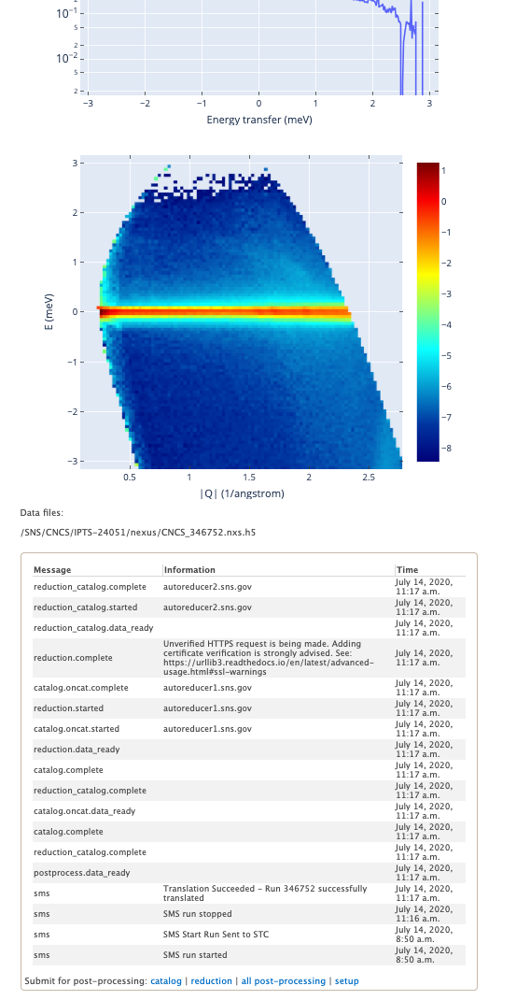 2
10−1
5
2
10−2
5
2
−3 −2 −1 0 1 2 3
Energy transfer (meV)
3
2
1
0
−1
−2
−3
E (meV)
1
0
−1
−2
−3
−4
−5
−6
−7
−8
0.5 1 1.5 2 2.5
|Q| (1/angstrom)
Data files:
/SNS/CNCS/IPTS-24051/nexus/CNCS_346752.nxs.h5
Message Information Time
reduction_catalog.complete autoreducer2.sns.gov July 14, 2020,
11:17 a.m.
reduction_catalog.started autoreducer2.sns.gov July 14, 2020,
11:17 a.m.
reduction_catalog.data_ready July 14, 2020,
11:17 a.m.
Unverified HTTPS request is being made. Adding
certificate verification is strongly advised. See:
https://urllib3.readthedocs.io/en/latest/advanced-
usage.html#ssl-warnings
reduction.complete July 14, 2020,
11:17 a.m.
catalog.oncat.complete autoreducer1.sns.gov July 14, 2020,
11:17 a.m.
reduction.started autoreducer1.sns.gov July 14, 2020,
11:17 a.m.
catalog.oncat.started autoreducer1.sns.gov July 14, 2020,
11:17 a.m.
reduction.data_ready July 14, 2020,
11:17 a.m.
catalog.complete July 14, 2020,
11:17 a.m.
reduction_catalog.complete July 14, 2020,
11:17 a.m.
catalog.oncat.data_ready July 14, 2020,
11:17 a.m.
catalog.complete July 14, 2020,
11:17 a.m.
reduction_catalog.complete July 14, 2020,
11:17 a.m.
postprocess.data_ready July 14, 2020,
11:17 a.m.
sms Translation Succeeded - Run 346752 successfully
translated July 14, 2020,
11:17 a.m.
sms SMS run stopped July 14, 2020,
11:16 a.m.
sms SMS Start Run Sent to STC July 14, 2020,
8:50 a.m.
sms SMS run started July 14, 2020,
8:50 a.m.
Submit for post-processing: catalog | reduction | all post-processing | setup